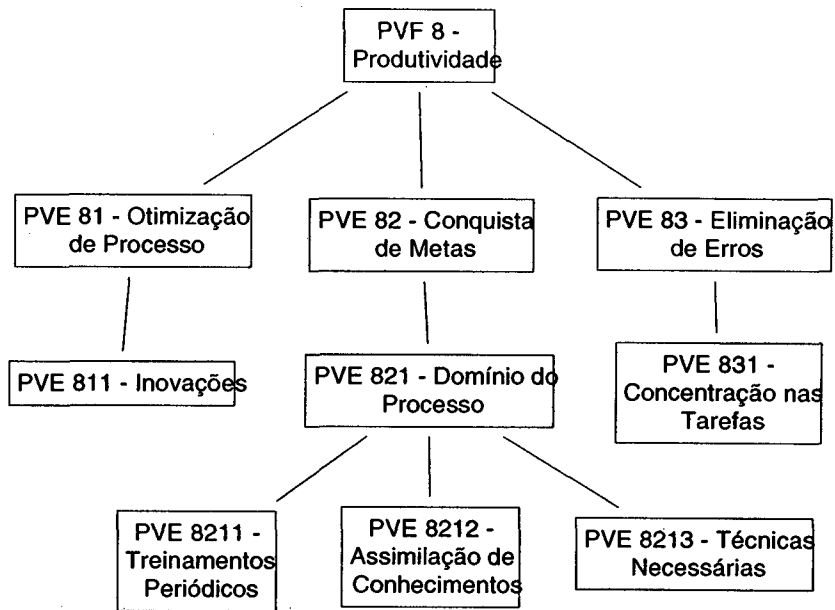 PVF 8 -
Produtividade
PVE 81 - Otimização
de Processo
PVE 82 - Conquista
de Metas
PVE 83 - Eliminação
de Erros
PVE 811 - Inovações
PVE 821 - Domínio do
Processo
PVE 831 -
Concentração nas
Tarefas
PVE 8211 -
Treinamentos
Periódicos
PVE 8212 -
Assimilação de
Conhecimentos
PVE 8213 - Técnicas
Necessárias